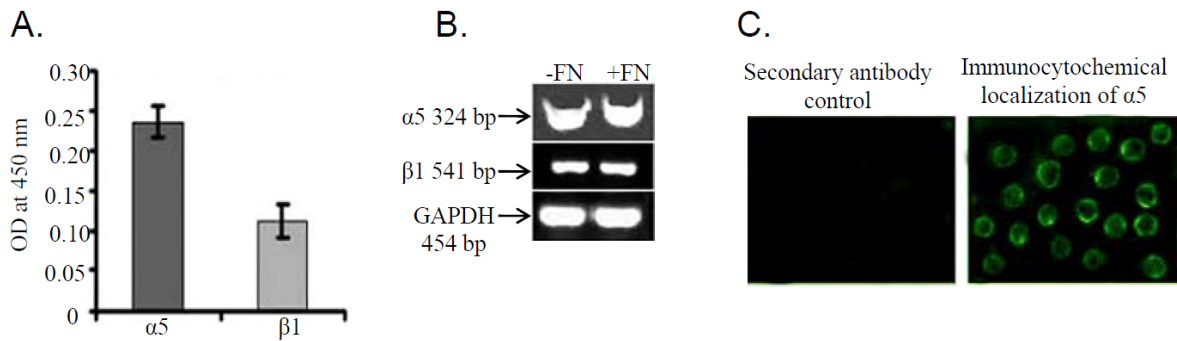 A.
0.30
0.25
0.20
0.15
0.10
0.05
0
OD at 450 nm
α5
β1
B.
-FN +FN
α5 324 bp
β1 541 bp
GAPDH
454 bp
C.
Secondary antibody
control
Immunocytochemical
localization of α5